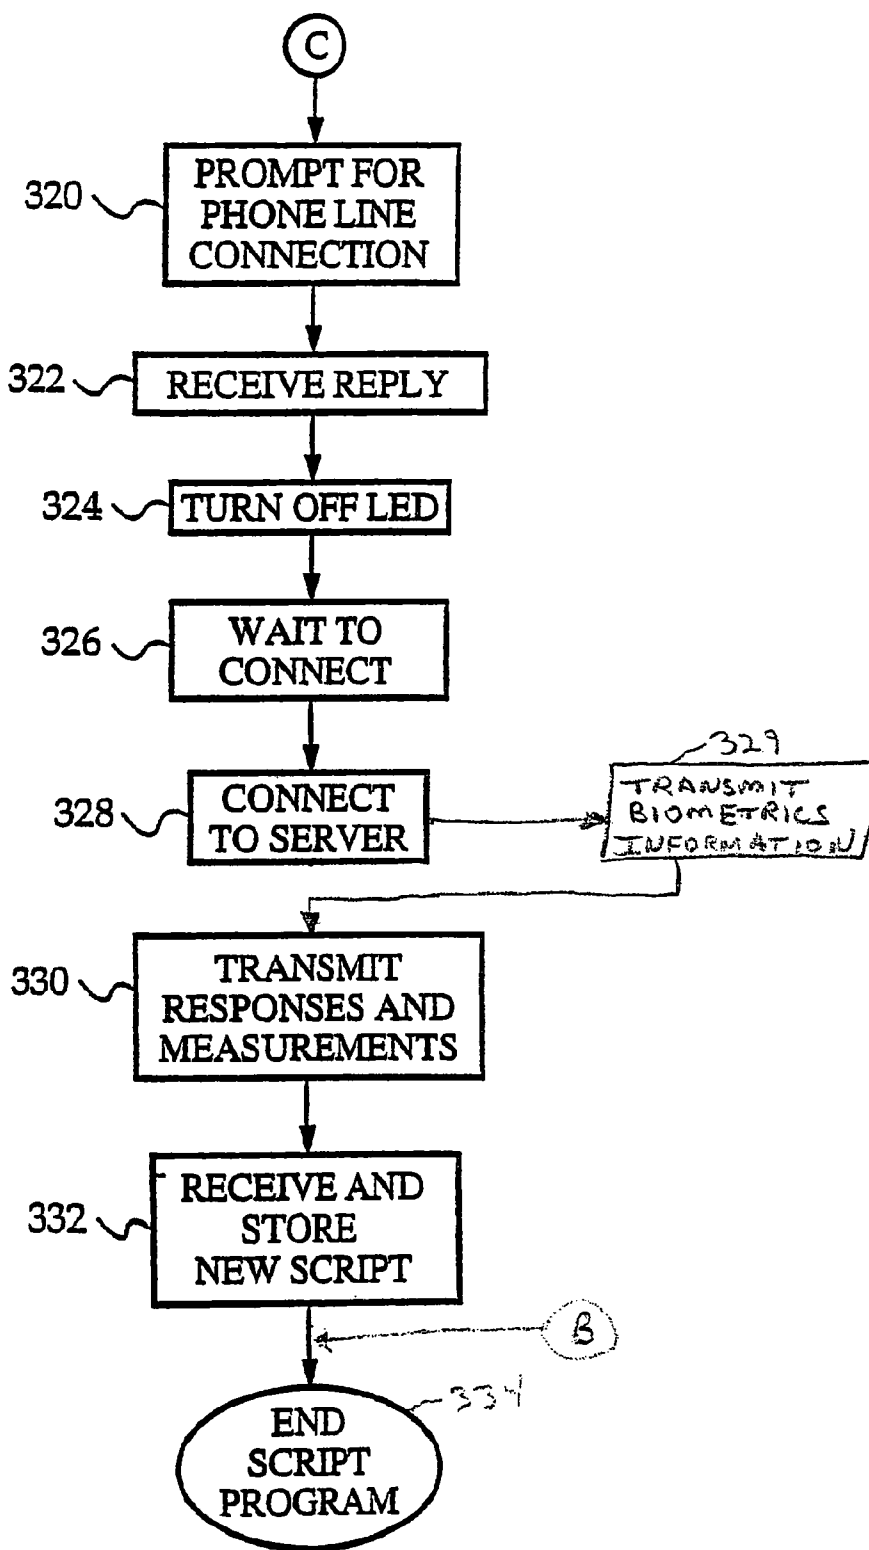 C
320
PROMPT FOR
PHONE LINE
CONNECTION
322
RECEIVE REPLY
324
TURN OFF LED
326
WAIT TO
CONNECT
328
CONNECT
TO SERVER
329
TRANSMIT
BIOMETRICS
INFORMATION
330
TRANSMIT
RESPONSES AND
MEASUREMENTS
332
RECEIVE AND
STORE
NEW SCRIPT
B
334
END
SCRIPT
PROGRAM